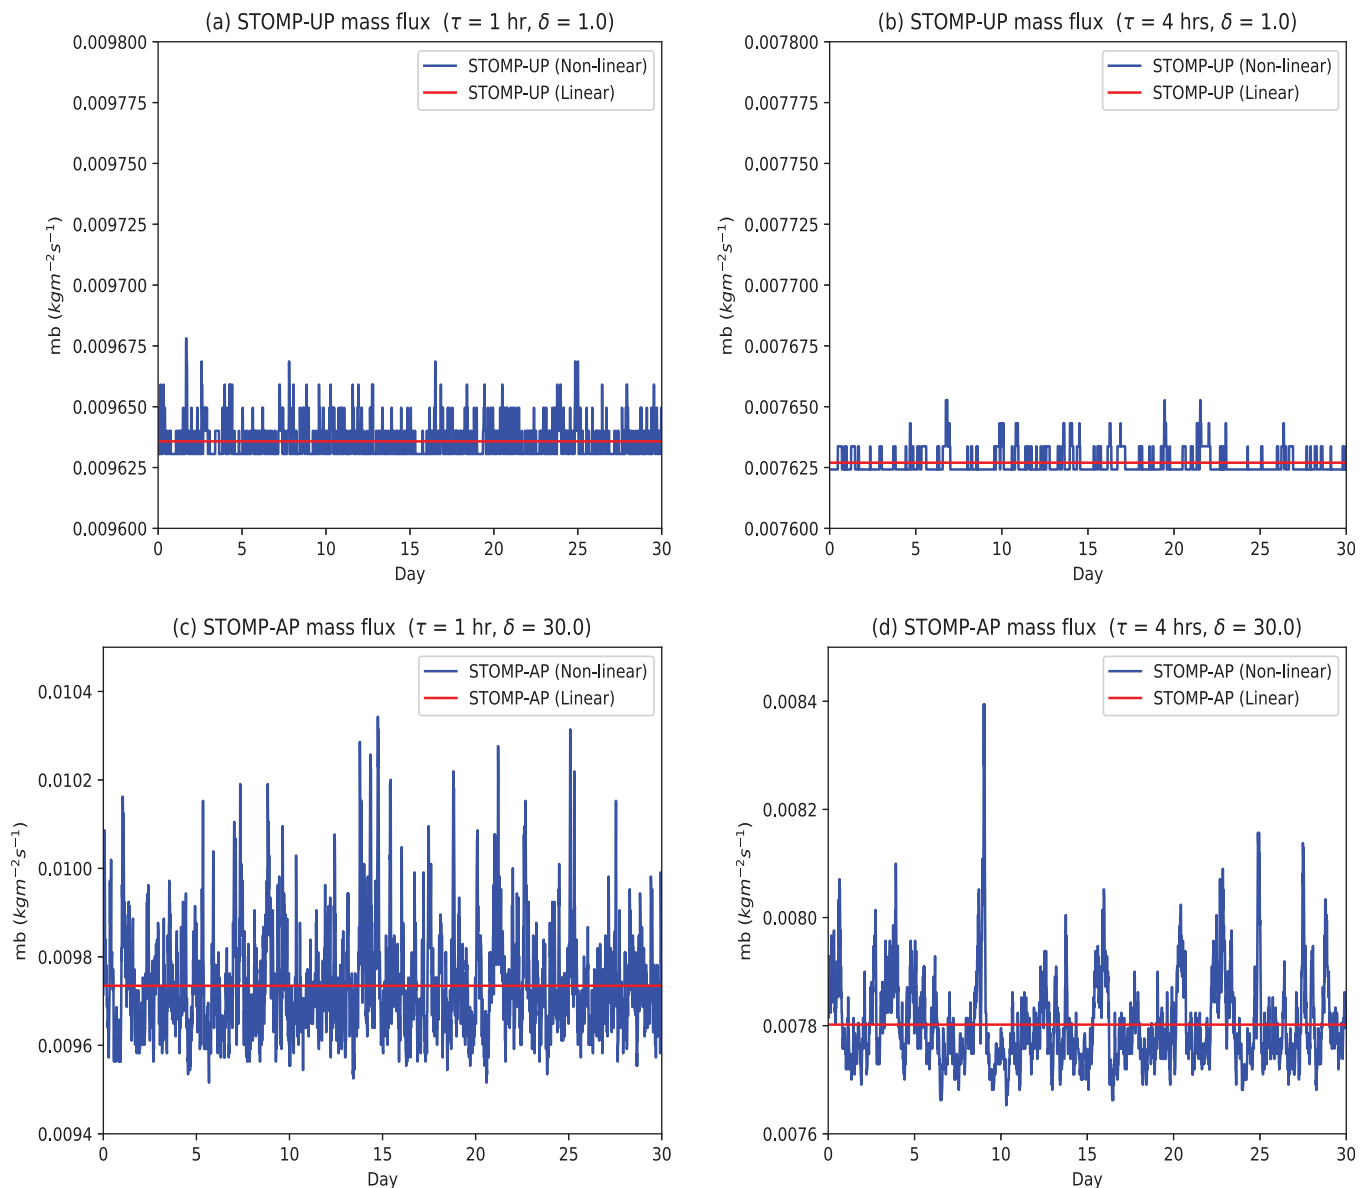 (a) STOMP-UP mass flux (τ = 1 hr, δ = 1.0)
0.009800
0.009775
0.009750
0.009725
0.009700
0.009675
0.009650
0.009625
0.009600
mb (kgm⁻²s⁻¹)
STOMP-UP (Non-linear)
STOMP-UP (Linear)
0 5 10 15 20 25 30
Day
(b) STOMP-UP mass flux (τ = 4 hrs, δ = 1.0)
0.007800
0.007775
0.007750
0.007725
0.007700
0.007675
0.007650
0.007625
0.007600
mb (kgm⁻²s⁻¹)
STOMP-UP (Non-linear)
STOMP-UP (Linear)
0 5 10 15 20 25 30
Day
(c) STOMP-AP mass flux (τ = 1 hr, δ = 30.0)
0.0104
0.0102
0.0100
0.0098
0.0096
0.0094
mb (kgm⁻²s⁻¹)
STOMP-AP (Non-linear)
STOMP-AP (Linear)
0 5 10 15 20 25 30
Day
(d) STOMP-AP mass flux (τ = 4 hrs, δ = 30.0)
0.0084
0.0082
0.0080
0.0078
0.0076
mb (kgm⁻²s⁻¹)
STOMP-AP (Non-linear)
STOMP-AP (Linear)
0 5 10 15 20 25 30
Day